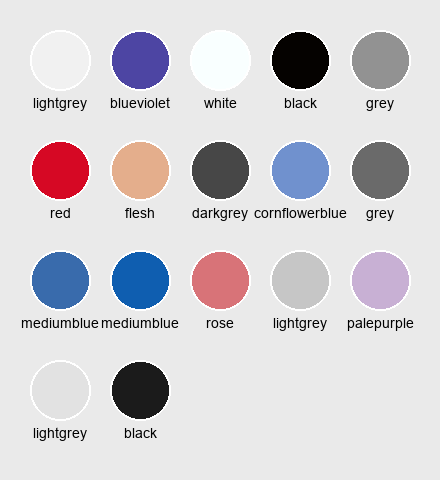 lightgrey blueviolet white black grey
red flesh darkgrey cornflowerblue grey
mediumblue mediumblue rose lightgrey palepurple
lightgrey black